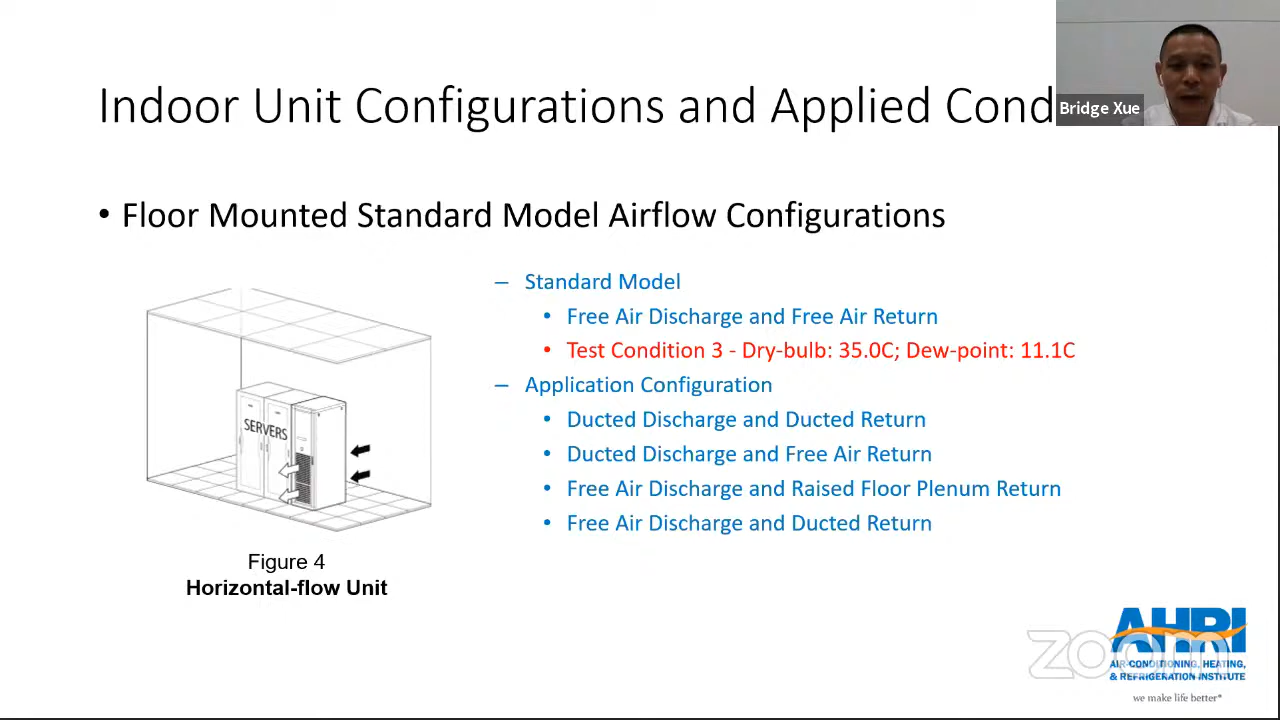 Indoor Unit Configurations and Applied Cond
Bridge Xue
• Floor Mounted Standard Model Airflow Configurations
– Standard Model
• Free Air Discharge and Free Air Return
• Test Condition 3 - Dry-bulb: 35.0C; Dew-point: 11.1C
– Application Configuration
• Ducted Discharge and Ducted Return
• Ducted Discharge and Free Air Return
• Free Air Discharge and Raised Floor Plenum Return
• Free Air Discharge and Ducted Return
SERVERS
Figure 4
Horizontal-flow Unit
AHRI
zoom
AIR-CONDITIONING, HEATING,
& REFRIGERATION INSTITUTE
we make life better*